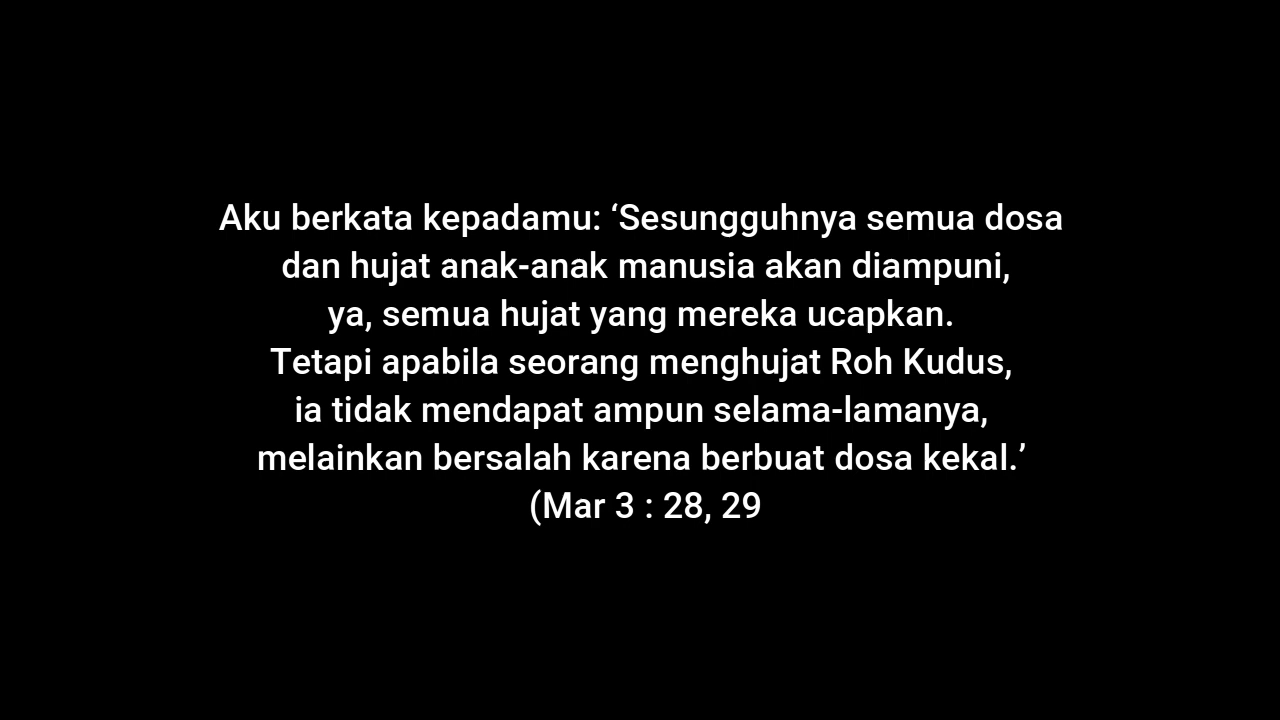 Aku berkata kepadamu: ‘Sesungguhnya semua dosa
dan hujat anak-anak manusia akan diampuni,
ya, semua hujat yang mereka ucapkan.
Tetapi apabila seorang menghujat Roh Kudus,
ia tidak mendapat ampun selama-lamanya,
melainkan bersalah karena berbuat dosa kekal.’
(Mar 3 : 28, 29